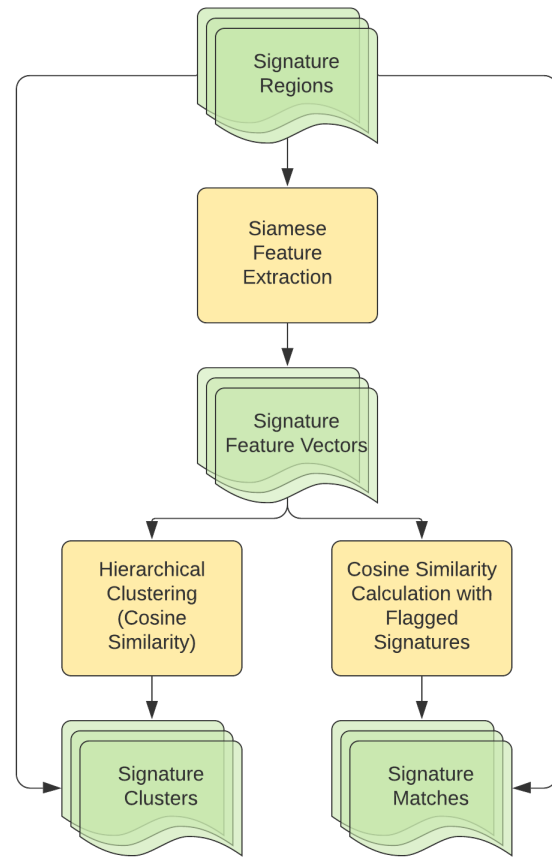 Signature
Regions
Siamese
Feature
Extraction
Signature
Feature Vectors
Hierarchical
Clustering
(Cosine
Similarity)
Cosine Similarity
Calculation with
Flagged
Signatures
Signature
Clusters
Signature
Matches